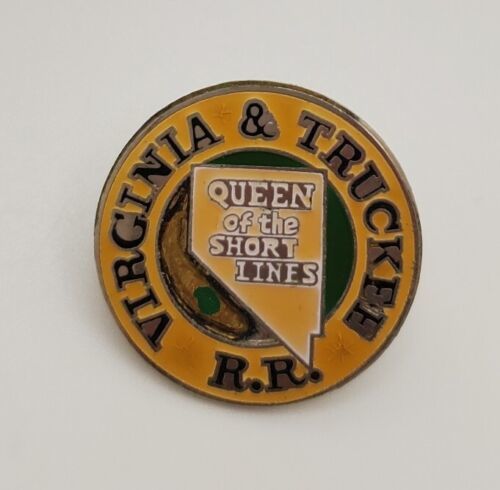 VIRGINIA & TRUCKEE
R.R.
QUEEN
of the
SHORT
LINES